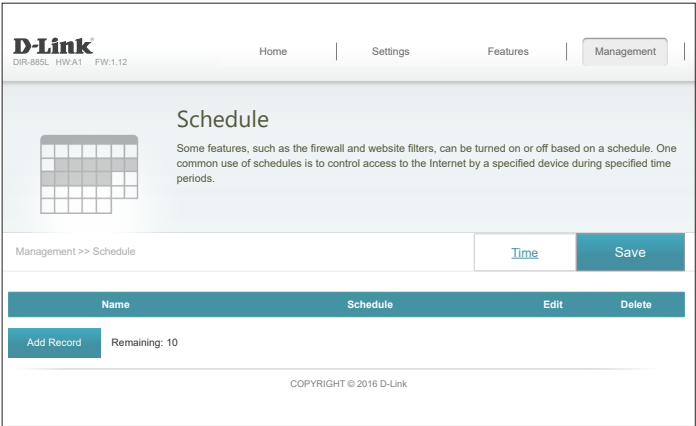 D-Link®
DIR-885L HW:A1 FW:1.12
Home Settings Features Management
Schedule
Some features, such as the firewall and website filters, can be turned on or off based on a schedule. One
common use of schedules is to control access to the Internet by a specified device during specified time
periods.
Management >> Schedule
Time
Save
Name Schedule Edit Delete
Add Record Remaining: 10
COPYRIGHT © 2016 D-Link